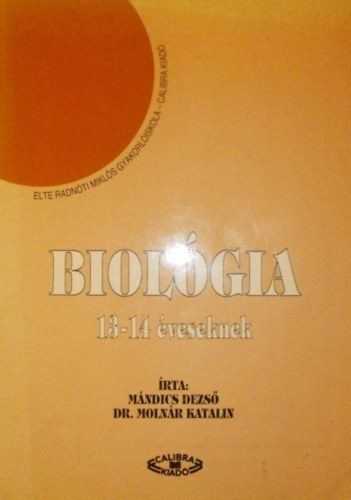 ELTE RADNÓTI MIKLÓS GYAKORLÓISKOLA – CALIBRA KIADÓ
BIOLÓGIA
13-14 éveseknek
ÍRTA:
MÁNDICS DEZSŐ
DR. MOLNÁR KATALIN
CALIBRA
KIADÓ